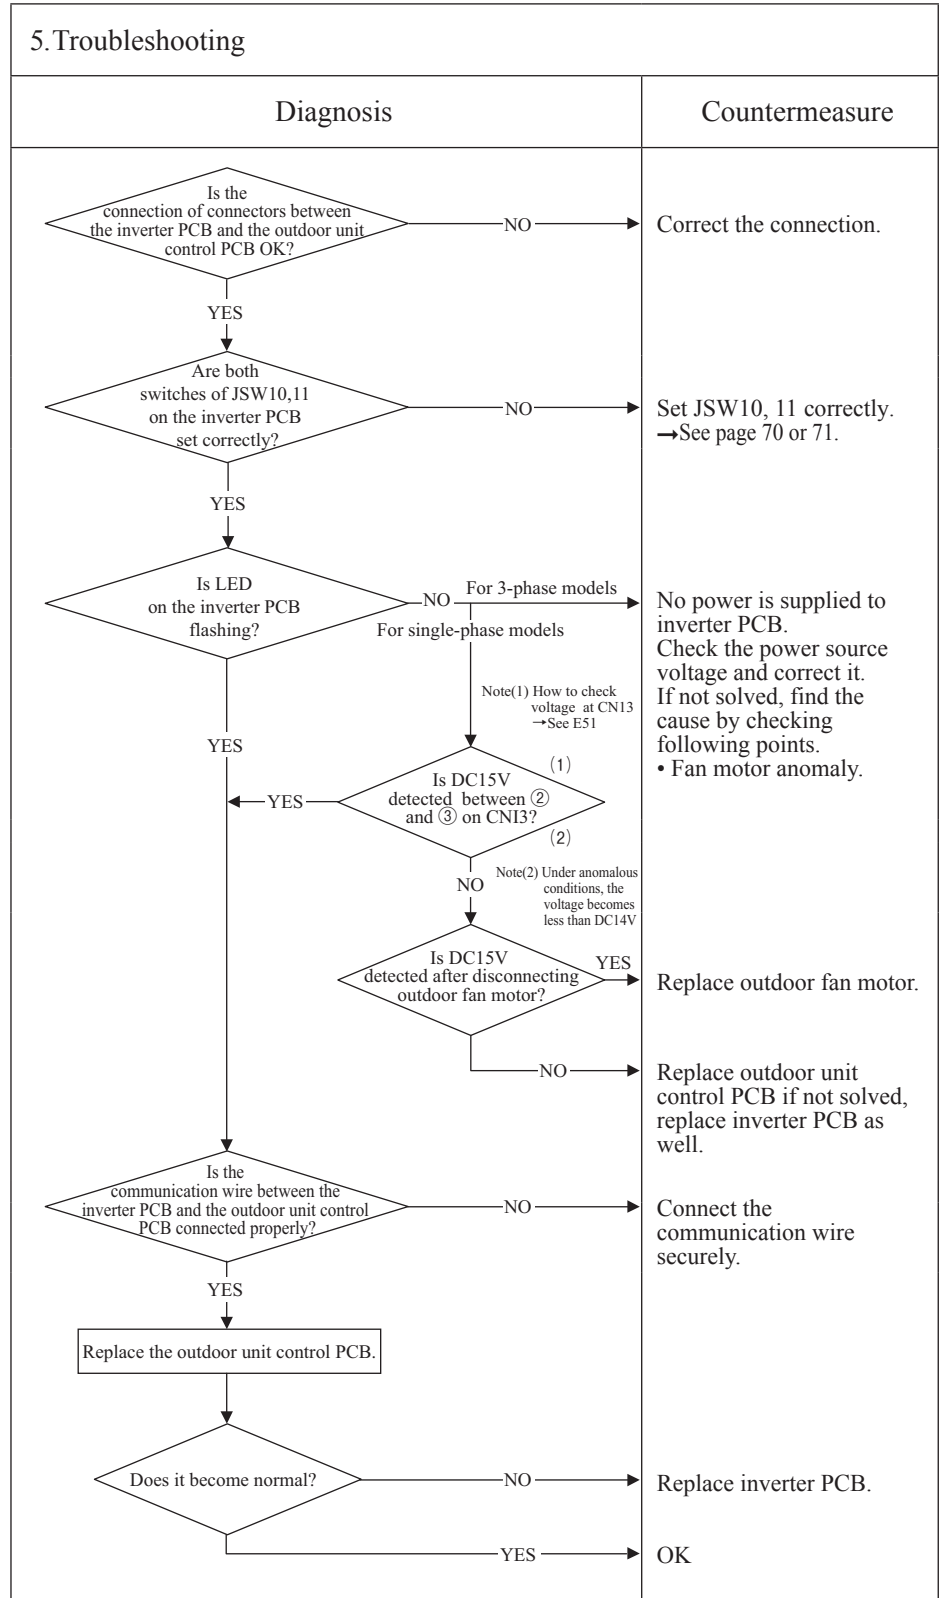 5.Troubleshooting
Diagnosis
Countermeasure
Is the
connection of connectors between
the inverter PCB and the outdoor unit
control PCB OK?
NO
Correct the connection.
YES
Are both
switches of JSW10,11
on the inverter PCB
set correctly?
NO
Set JSW10, 11 correctly.
→See page 70 or 71.
YES
Is LED
on the inverter PCB
flashing?
NO
For 3-phase models
For single-phase models
No power is supplied to
inverter PCB.
Check the power source
voltage and correct it.
If not solved, find the
cause by checking
following points.
• Fan motor anomaly.
Note(1) How to check
voltage at CN13
→See E51
YES
(1)
Is DC15V
detected between ②
and ③ on CNI3?
(2)
YES
NO
Note(2) Under anomalous
conditions, the
voltage becomes
less than DC14V
Is DC15V
detected after disconnecting
outdoor fan motor?
YES
Replace outdoor fan motor.
NO
Replace outdoor unit
control PCB if not solved,
replace inverter PCB as
well.
Is the
communication wire between the
inverter PCB and the outdoor unit control
PCB connected properly?
NO
Connect the
communication wire
securely.
YES
Replace the outdoor unit control PCB.
Does it become normal?
NO
Replace inverter PCB.
YES
OK